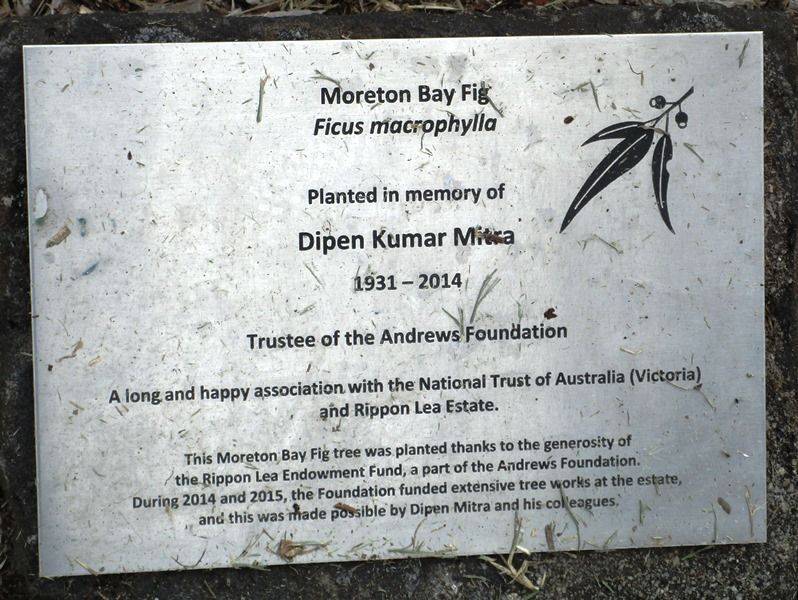 Moreton Bay Fig
Ficus macrophylla
Planted in memory of
Dipen Kumar Mitra
1931 – 2014
Trustee of the Andrews Foundation
A long and happy association with the National Trust of Australia (Victoria)
and Rippon Lea Estate.
This Moreton Bay Fig tree was planted thanks to the generosity of
the Rippon Lea Endowment Fund, a part of the Andrews Foundation.
During 2014 and 2015, the Foundation funded extensive tree works at the estate,
and this was made possible by Dipen Mitra and his colleagues.